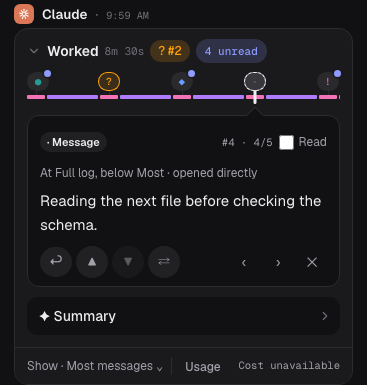 Claude · 9:59 AM
Worked 8m 30s ? #2 4 unread
? !
· Message #4 · 4/5 Read
At Full log, below Most · opened directly
Reading the next file before checking the
schema.
Summary
Show · Most messages Usage Cost unavailable